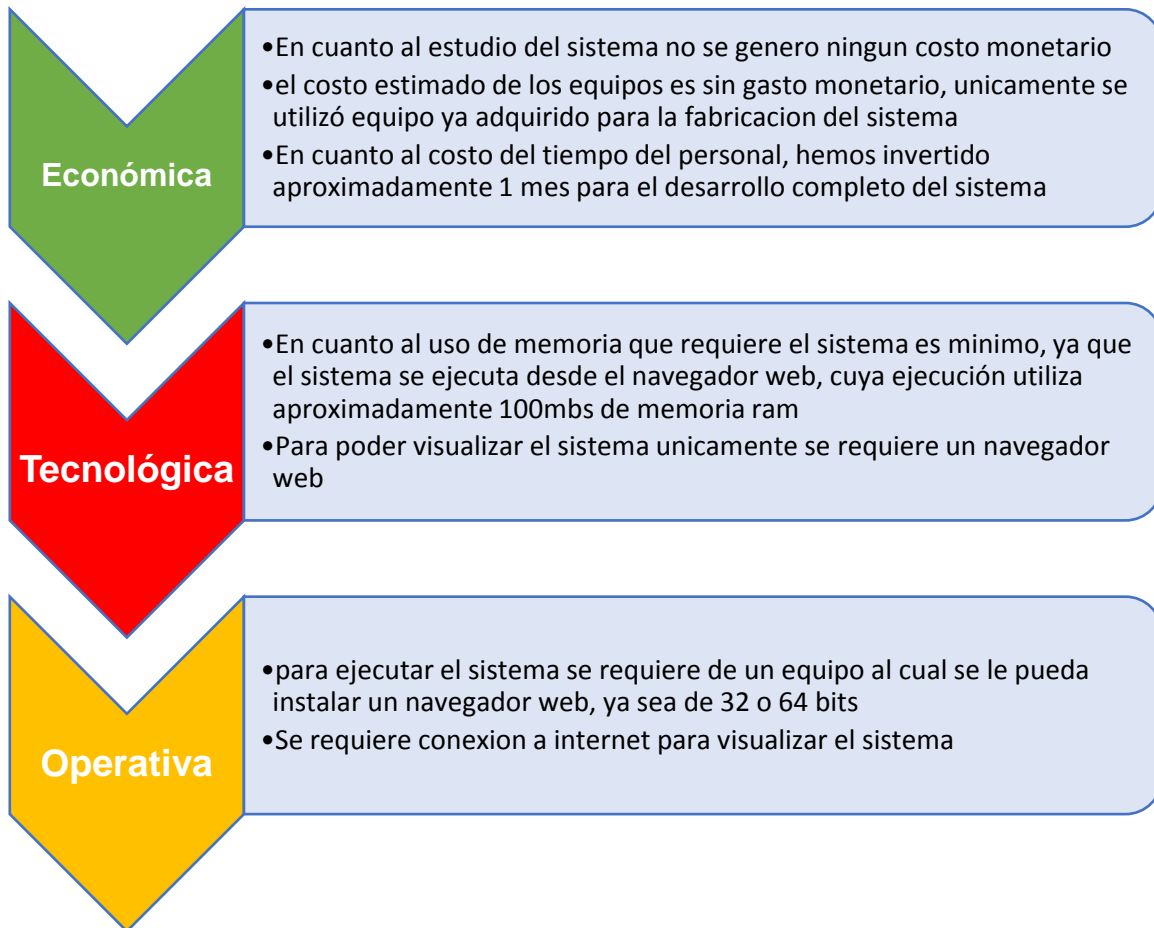 Económica
•En cuanto al estudio del sistema no se genero ningun costo monetario
•el costo estimado de los equipos es sin gasto monetario, unicamente se
utilizó equipo ya adquirido para la fabricacion del sistema
•En cuanto al costo del tiempo del personal, hemos invertido
aproximadamente 1 mes para el desarrollo completo del sistema
Tecnológica
•En cuanto al uso de memoria que requiere el sistema es minimo, ya que
el sistema se ejecuta desde el navegador web, cuya ejecución utiliza
aproximadamente 100mbs de memoria ram
•Para poder visualizar el sistema unicamente se requiere un navegador
web
Operativa
•para ejecutar el sistema se requiere de un equipo al cual se le pueda
instalar un navegador web, ya sea de 32 o 64 bits
•Se requiere conexion a internet para visualizar el sistema